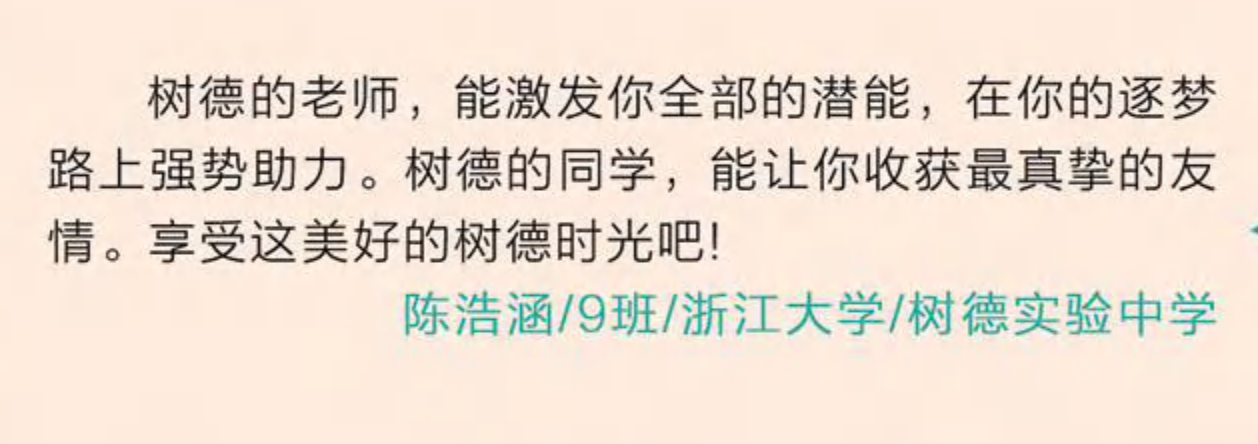 树德的老师，能激发你全部的潜能，在你的逐梦
路上强势助力。树德的同学，能让你收获最真挚的友
情。享受这美好的树德时光吧！
陈浩涵/9班/浙江大学/树德实验中学